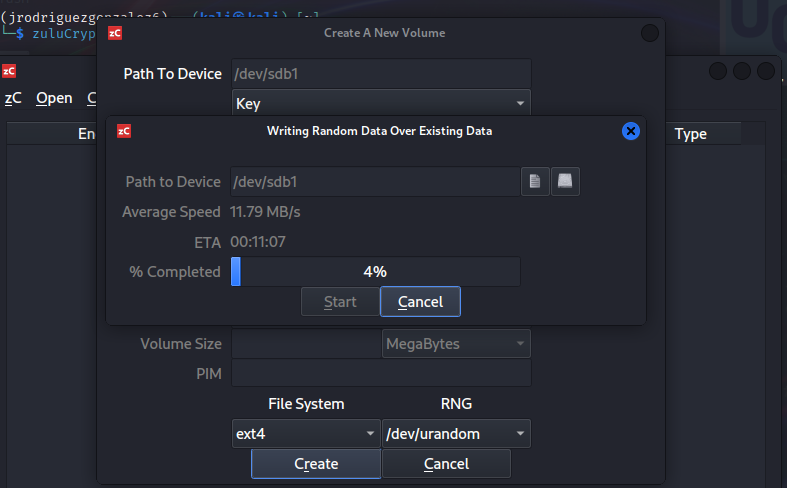 (jrodriguezgonzalez6)-(kali@kali)-[~]
└─$ zuluCryp
zC Create A New Volume
Path To Device /dev/sdb1
zC
Key
zC Open C
zC Writing Random Data Over Existing Data
En
Type
Path to Device /dev/sdb1
Average Speed 11.79 MB/s
ETA 00:11:07
% Completed 4%
Start Cancel
Volume Size MegaBytes
PIM
File System RNG
ext4 /dev/urandom
Create Cancel